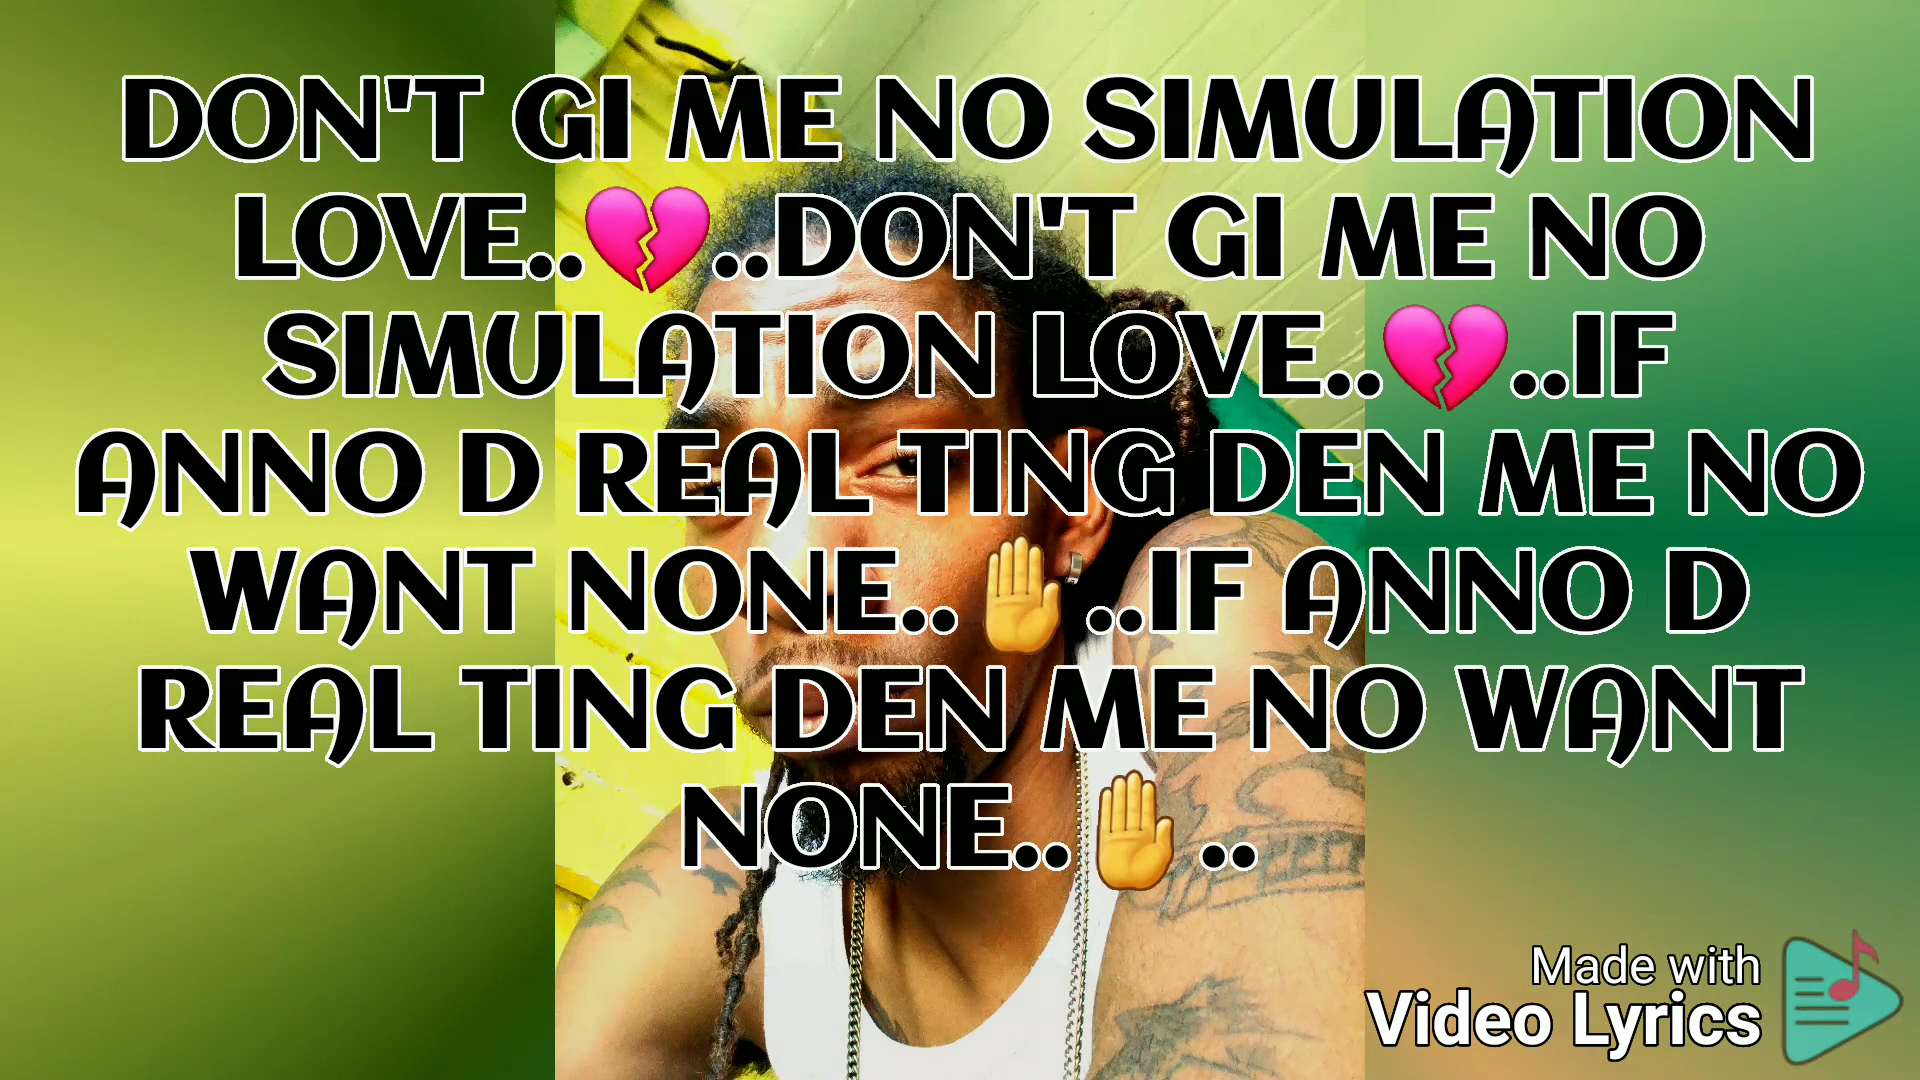 DON'T GI ME NO SIMULATION
LOVE..💔..DON'T GI ME NO
SIMULATION LOVE..💔..IF
ANNO D REAL TING DEN ME NO
WANT NONE..🤚..IF ANNO D
REAL TING DEN ME NO WANT
NONE..🤚..
Made with
Video Lyrics